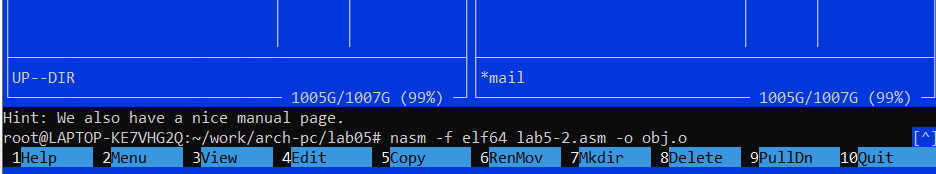 UP--DIR *mail
1005G/1007G (99%) 1005G/1007G (99%)
Hint: We also have a nice manual page.
root@LAPTOP-KE7VHG2Q:~/work/arch-pc/lab05# nasm -f elf64 lab5-2.asm -o obj.o [^]
1Help 2Menu 3View 4Edit 5Copy 6RenMov 7Mkdir 8Delete 9PullDn 10Quit